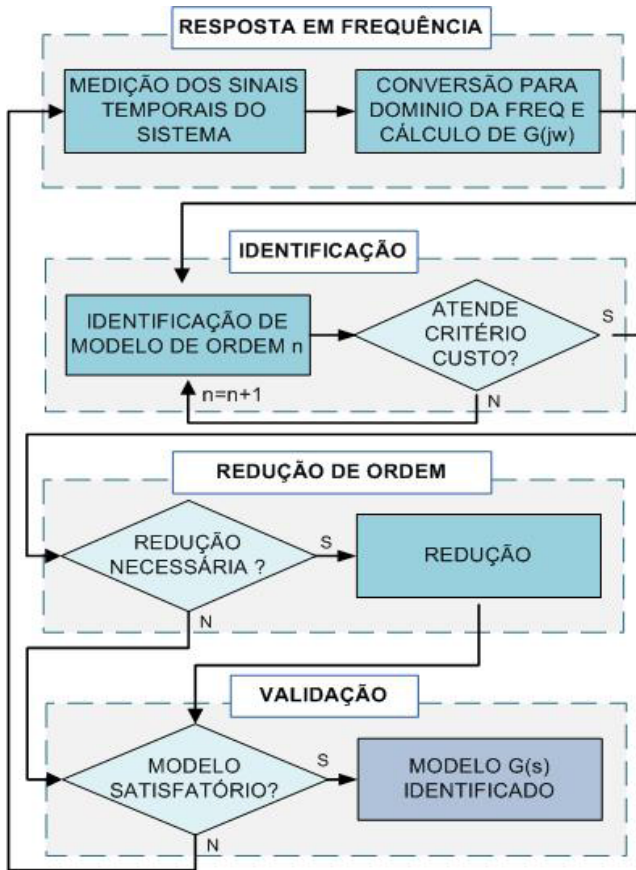 RESPOSTA EM FREQUÊNCIA
MEDIÇÃO DOS SINAIS
TEMPORAIS DO
SISTEMA
CONVERSÃO PARA
DOMINIO DA FREQ E
CÁLCULO DE G(jw)
IDENTIFICAÇÃO
IDENTIFICAÇÃO DE
MODELO DE ORDEM n
ATENDE
CRITÉRIO
CUSTO?
S
n=n+1
N
REDUÇÃO DE ORDEM
REDUÇÃO
NECESSÁRIA ?
S
REDUÇÃO
N
VALIDAÇÃO
MODELO
SATISFATÓRIO?
S
MODELO G(s)
IDENTIFICADO
N